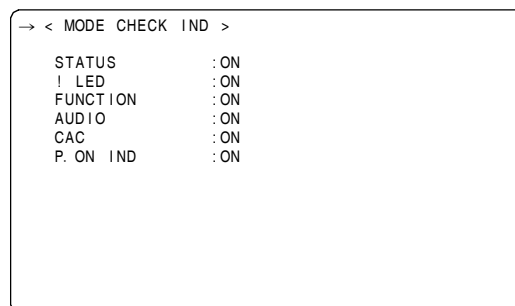 → < MODE CHECK IND >
STATUS :ON
! LED :ON
FUNCTION :ON
AUDIO :ON
CAC :ON
P. ON IND :ON